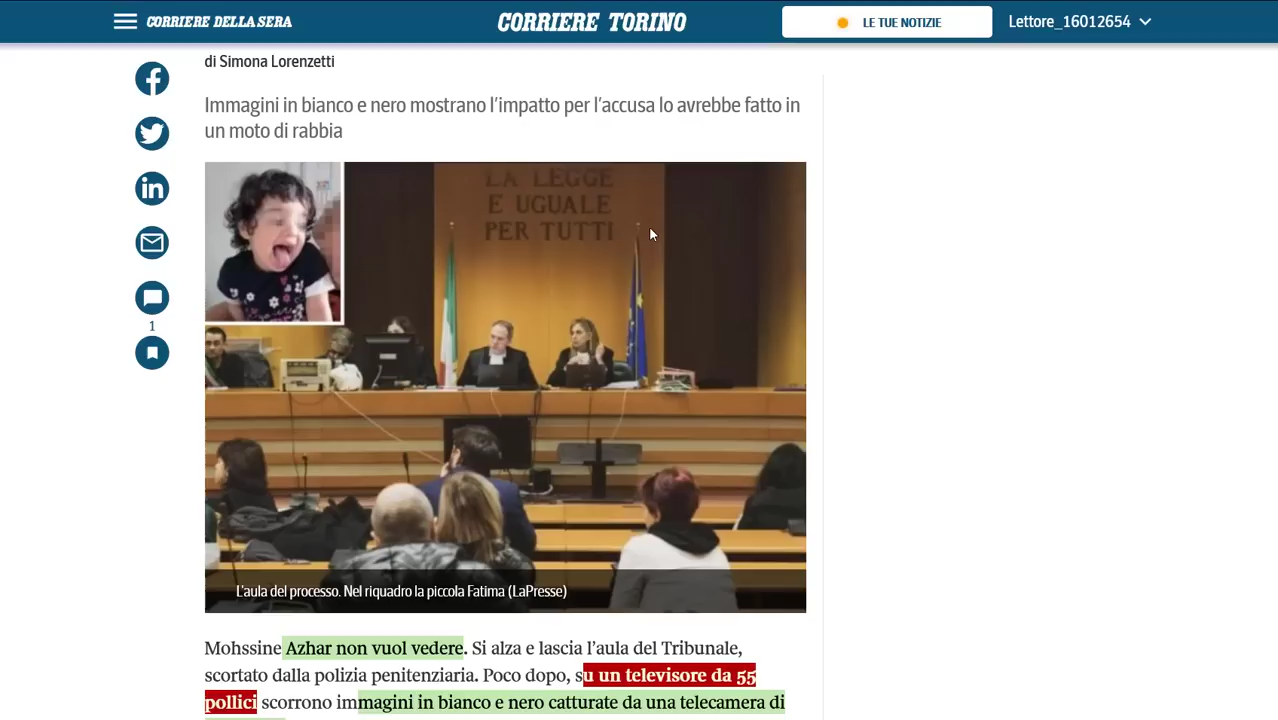 CORRIERE DELLA SERA
CORRIERE TORINO
LE TUE NOTIZIE
Lettore_16012654
di Simona Lorenzetti
Immagini in bianco e nero mostrano l'impatto per l'accusa lo avrebbe fatto in
un moto di rabbia
LA LEGGE
E UGUALE
PER TUTTI
1
L'aula del processo. Nel riquadro la piccola Fatima (LaPresse)
Mohssine Azhar non vuol vedere. Si alza e lascia l'aula del Tribunale,
scortato dalla polizia penitenziaria. Poco dopo, su un televisore da 55
pollici scorrono immagini in bianco e nero catturate da una telecamera di